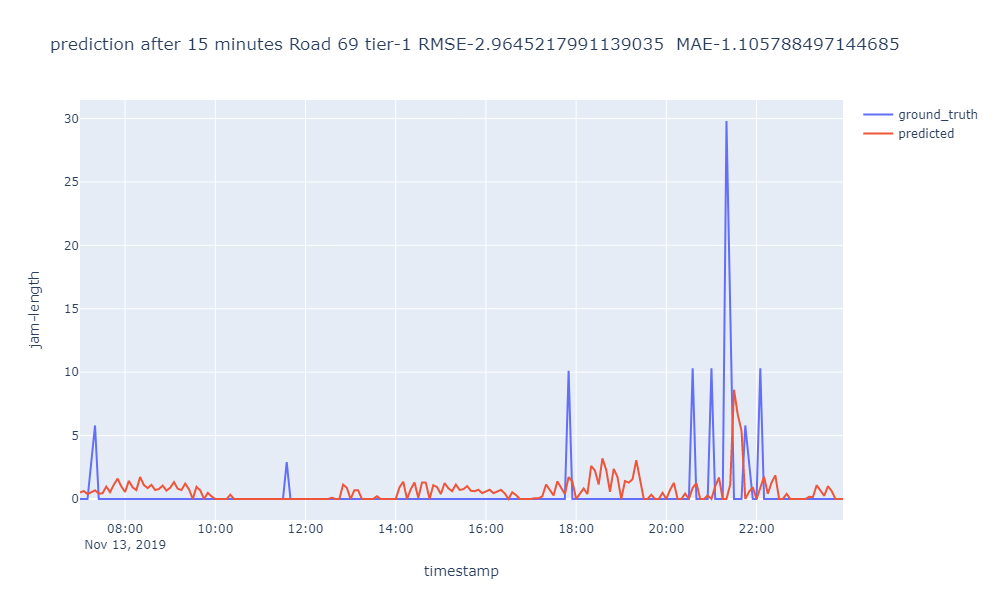 prediction after 15 minutes Road 69 tier-1 RMSE-2.9645217991139035  MAE-1.105788497144685
ground_truth
predicted
30
25
20
15
10
5
0
jam-length
08:00 10:00 12:00 14:00 16:00 18:00 20:00 22:00
Nov 13, 2019
timestamp